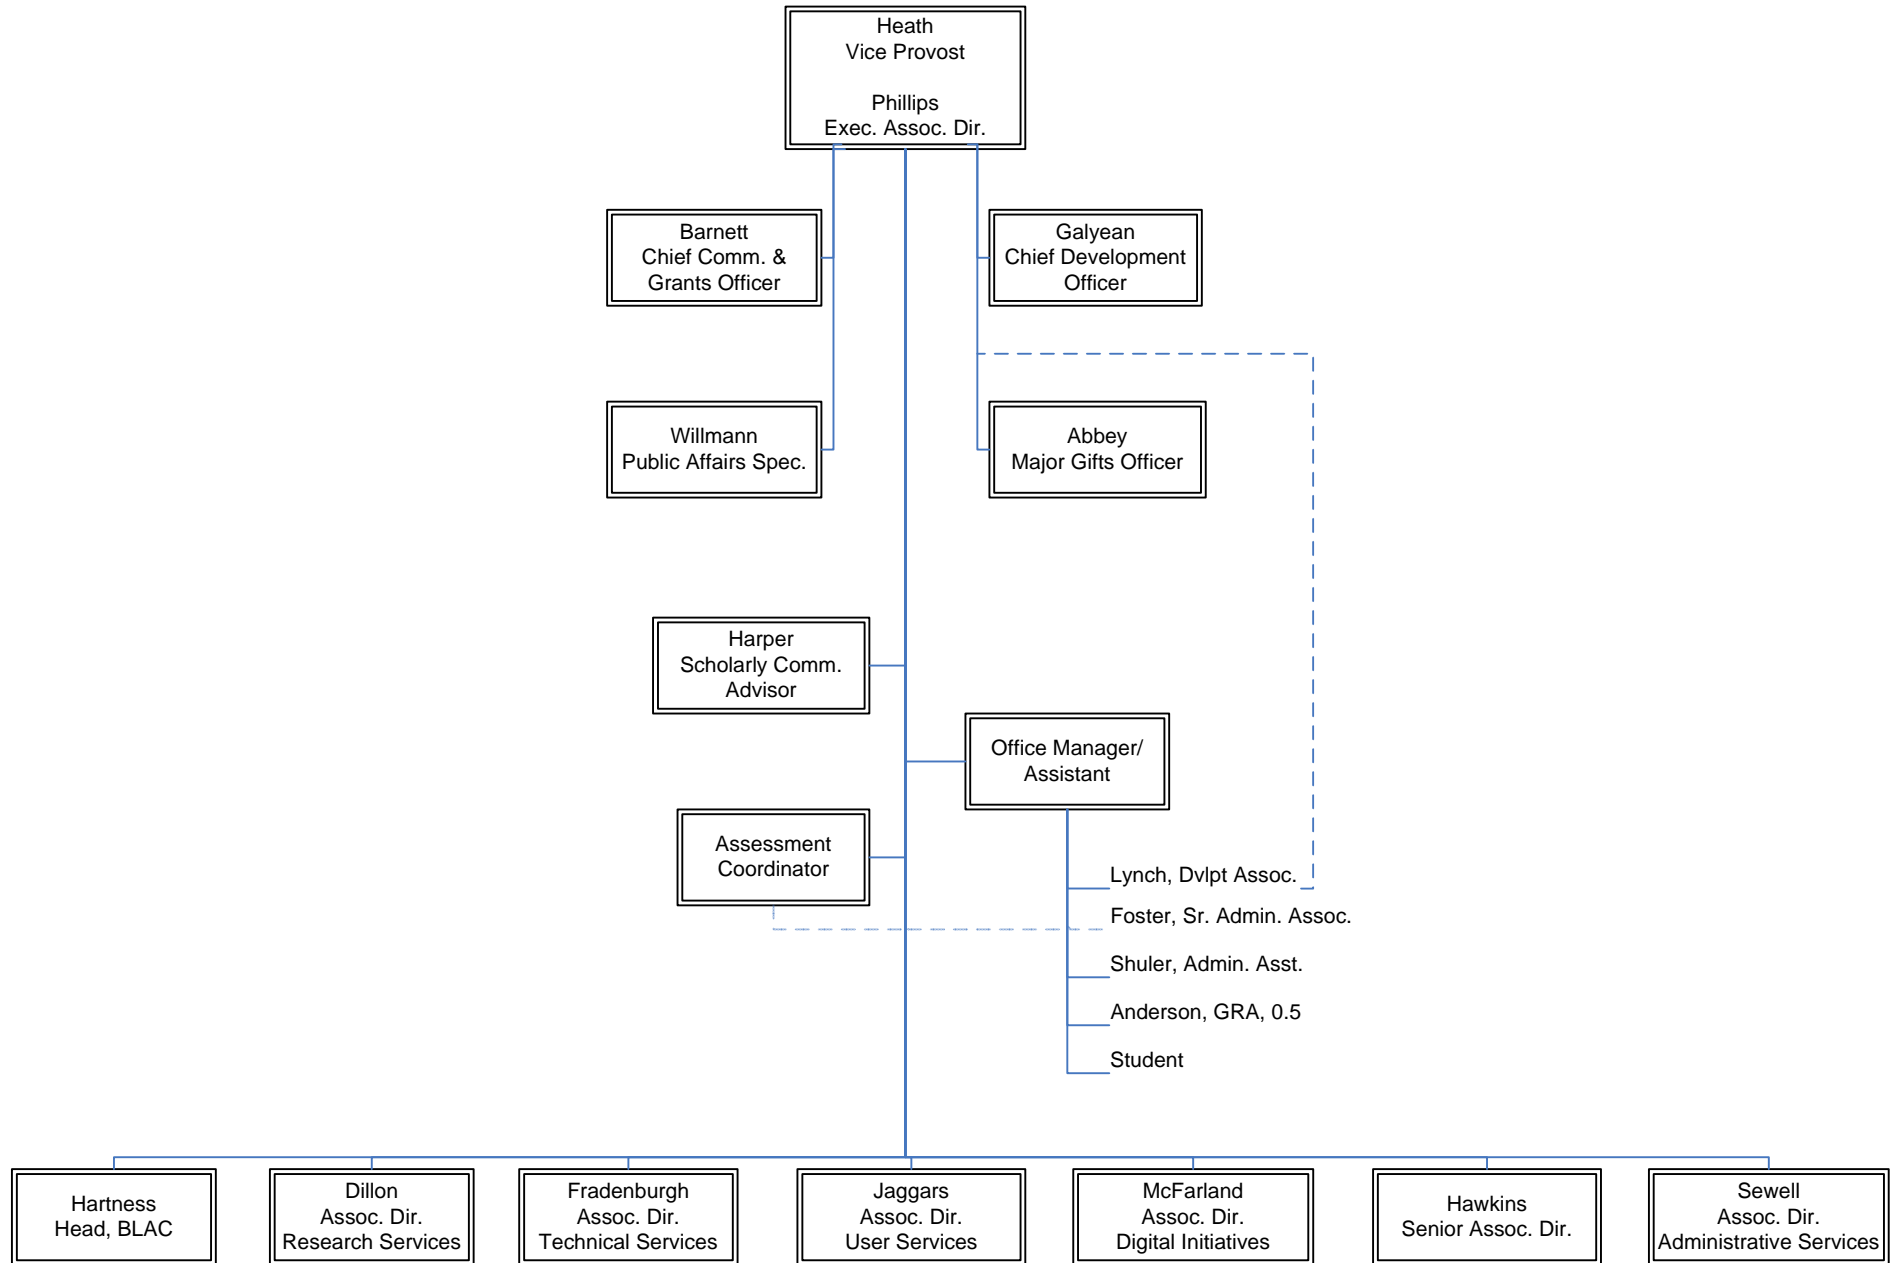 Heath
Vice Provost
Phillips
Exec. Assoc. Dir.
Barnett
Chief Comm. &
Grants Officer
Galyean
Chief Development
Officer
Willmann
Public Affairs Spec.
Abbey
Major Gifts Officer
Harper
Scholarly Comm.
Advisor
Office Manager/
Assistant
Assessment
Coordinator
Lynch, Dvlpt Assoc.
Foster, Sr. Admin. Assoc.
Shuler, Admin. Asst.
Anderson, GRA, 0.5
Student
Hartness
Head, BLAC
Dillon
Assoc. Dir.
Research Services
Fradenburgh
Assoc. Dir.
Technical Services
Jaggars
Assoc. Dir.
User Services
McFarland
Assoc. Dir.
Digital Initiatives
Hawkins
Senior Assoc. Dir.
Sewell
Assoc. Dir.
Administrative Services